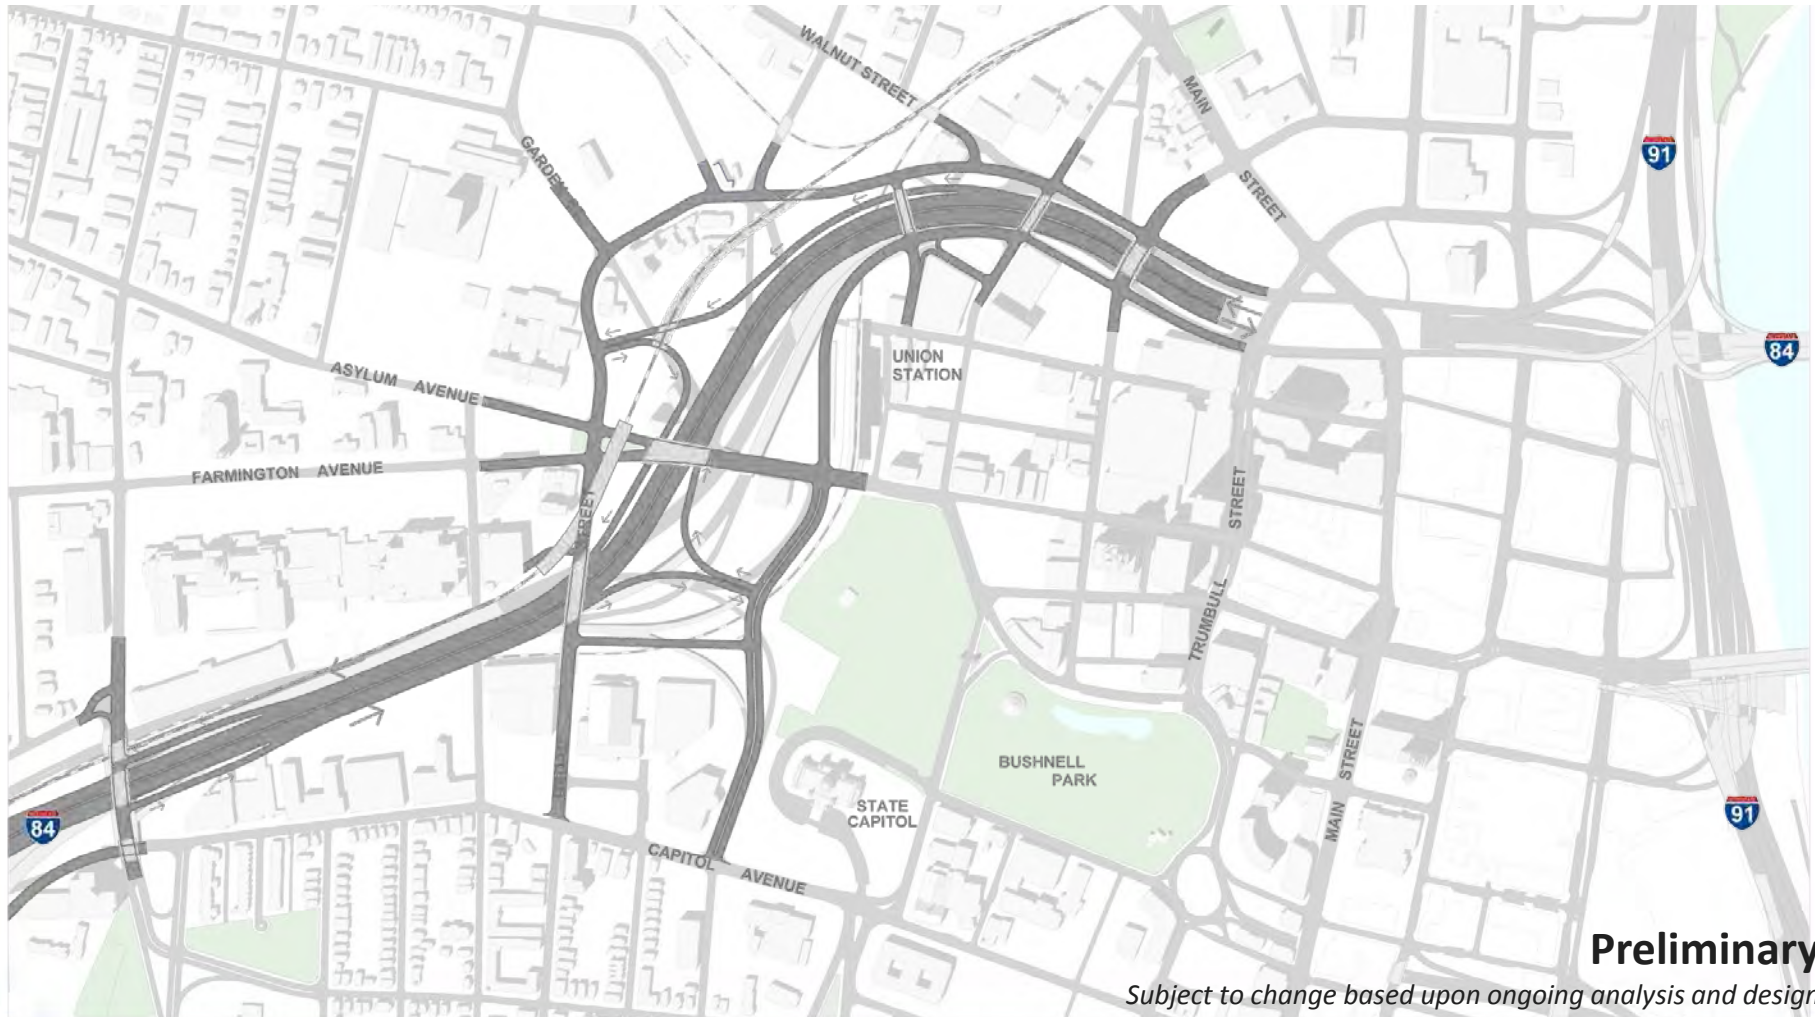 WALNUT STREET
MAIN
STREET
91
GARDEN
84
UNION
STATION
ASYLUM AVENUE
FARMINGTON AVENUE
STREET
STREET
TRUMBULL
BUSHNELL
PARK
STATE
CAPITOL
MAIN STREET
91
84
CAPITOL AVENUE
Preliminary
Subject to change based upon ongoing analysis and design